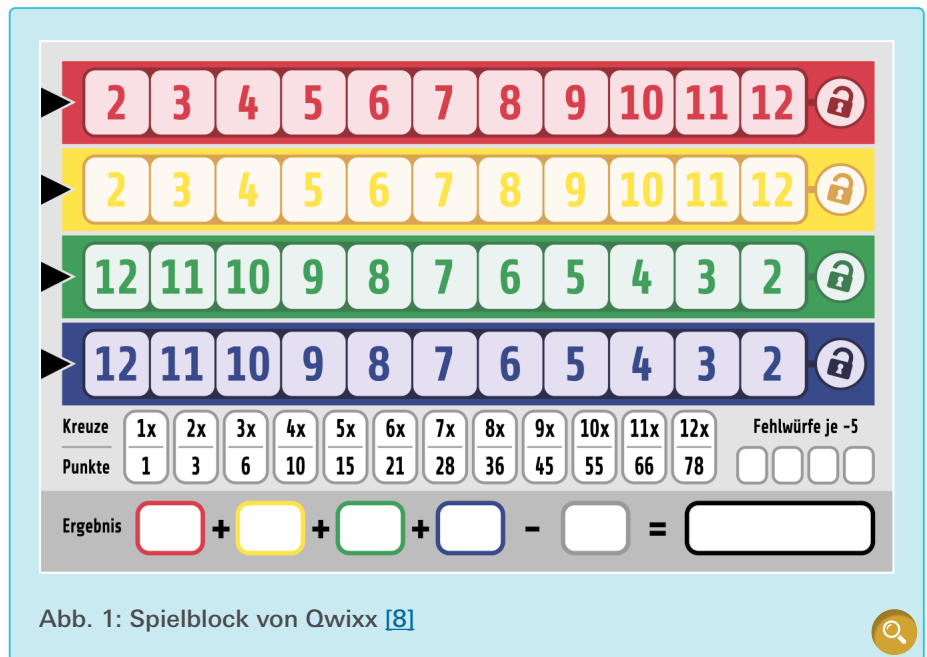 2 3 4 5 6 7 8 9 10 11 12
2 3 4 5 6 7 8 9 10 11 12
12 11 10 9 8 7 6 5 4 3 2
12 11 10 9 8 7 6 5 4 3 2
Kreuze 1x 2x 3x 4x 5x 6x 7x 8x 9x 10x 11x 12x Fehlwürfe je -5
Punkte 1 3 6 10 15 21 28 36 45 55 66 78
Ergebnis + + + - =
Abb. 1: Spielblock von Qwixx [8]